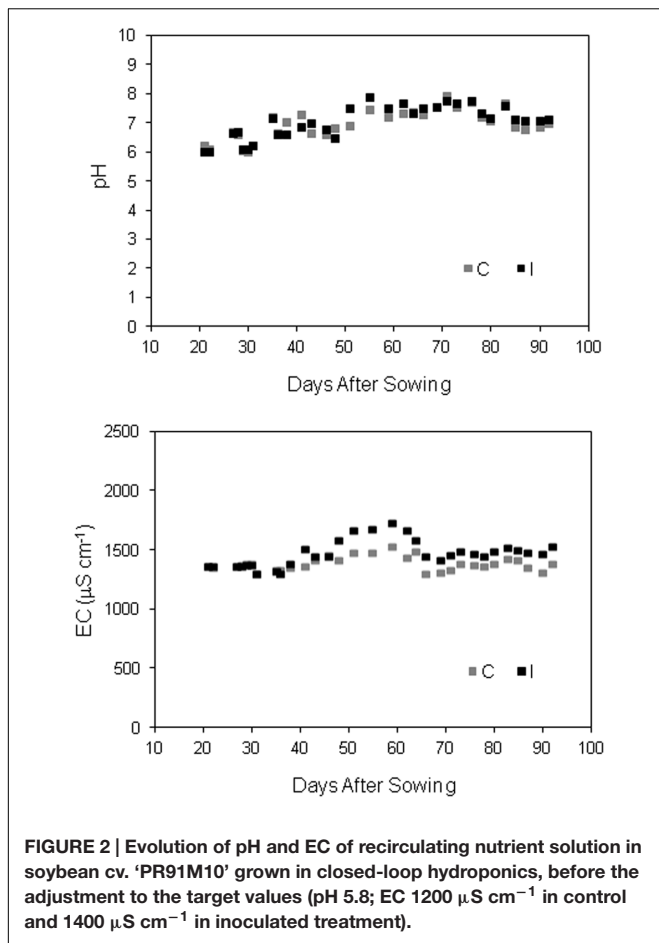 10
9
8
7
6
5
4
3
2
1
0
pH
C I
10 20 30 40 50 60 70 80 90 100
Days After Sowing
2500
2000
1500
1000
500
0
EC (µS cm-1)
C I
10 20 30 40 50 60 70 80 90 100
Days After Sowing
FIGURE 2 | Evolution of pH and EC of recirculating nutrient solution in
soybean cv. ‘PR91M10’ grown in closed-loop hydroponics, before the
adjustment to the target values (pH 5.8; EC 1200 μS cm−1 in control
and 1400 μS cm−1 in inoculated treatment).